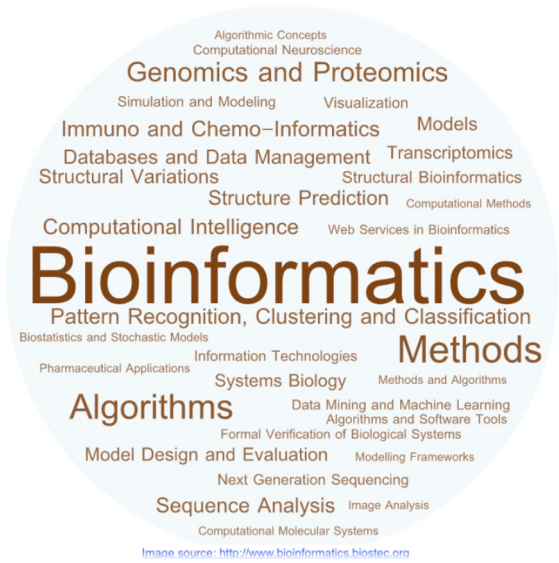 Algorithmic Concepts
Computational Neuroscience
Genomics and Proteomics
Simulation and Modeling
Visualization
Immuno and Chemo-Informatics
Models
Databases and Data Management
Transcriptomics
Structural Variations
Structural Bioinformatics
Structure Prediction
Computational Methods
Computational Intelligence
Web Services in Bioinformatics
Bioinformatics
Pattern Recognition, Clustering and Classification
Biostatistics and Stochastic Models
Methods
Information Technologies
Pharmaceutical Applications
Systems Biology
Methods and Algorithms
Algorithms
Data Mining and Machine Learning
Algorithms and Software Tools
Formal Verification of Biological Systems
Model Design and Evaluation
Modelling Frameworks
Next Generation Sequencing
Sequence Analysis
Image Analysis
Computational Molecular Systems
Image source: http://www.bioinformatics.biostec.org